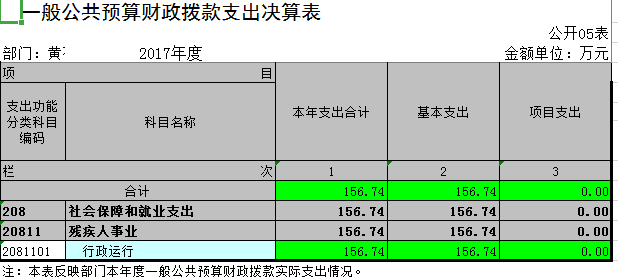 一般公共预算财政拨款支出决算表
公开05表
部门：黄 2017年度 金额单位：万元
项 目 本年支出合计 基本支出 项目支出
支出功能分类科目编码 科目名称
栏 次 1 2 3
合计 156.74 156.74 0.00
208 社会保障和就业支出 156.74 156.74 0.00
20811 残疾人事业 156.74 156.74 0.00
2081101 行政运行 156.74 156.74 0.00
注：本表反映部门本年度一般公共预算财政拨款实际支出情况。